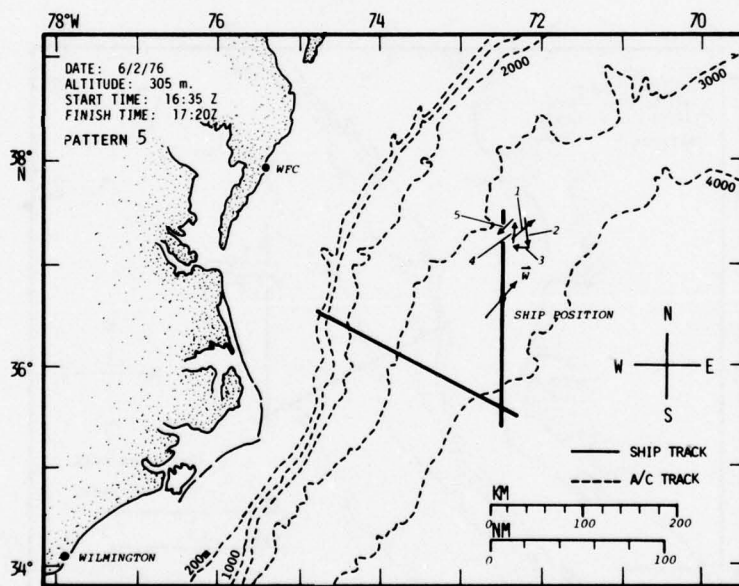 78°W 76 74 72 70
DATE: 6/2/76
ALTITUDE: 305 m.
START TIME: 16:35 Z
FINISH TIME: 17:20Z
PATTERN 5
2000
3000
38°
N
WFC
4000
1
5
2
4
3
W
SHIP POSITION
N
W E
S
36°
SHIP TRACK
A/C TRACK
KM
0 100 200
NM
0 100
34°
WILMINGTON
200m
1000